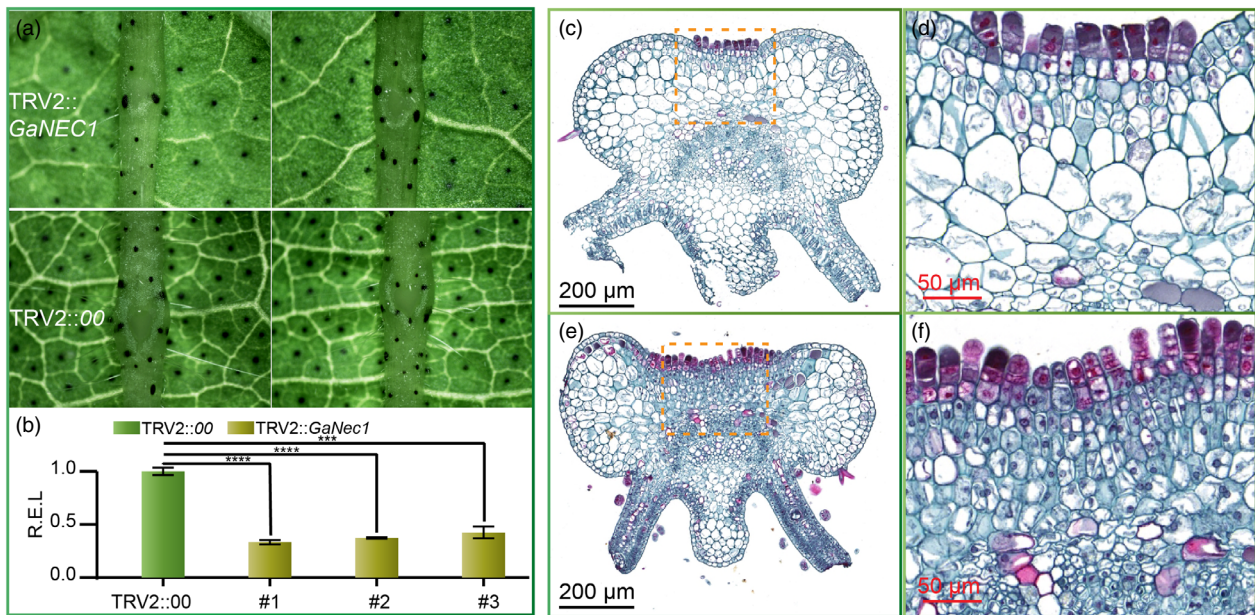 (a)
TRV2::
GaNEC1
TRV2::00
(b)
TRV2::00 TRV2::GaNec1
***
****
****
R.E.L
1.0
0.5
0.0
TRV2::00 #1 #2 #3
(c)
200 μm
(d)
50 μm
(e)
200 μm
(f)
50 μm